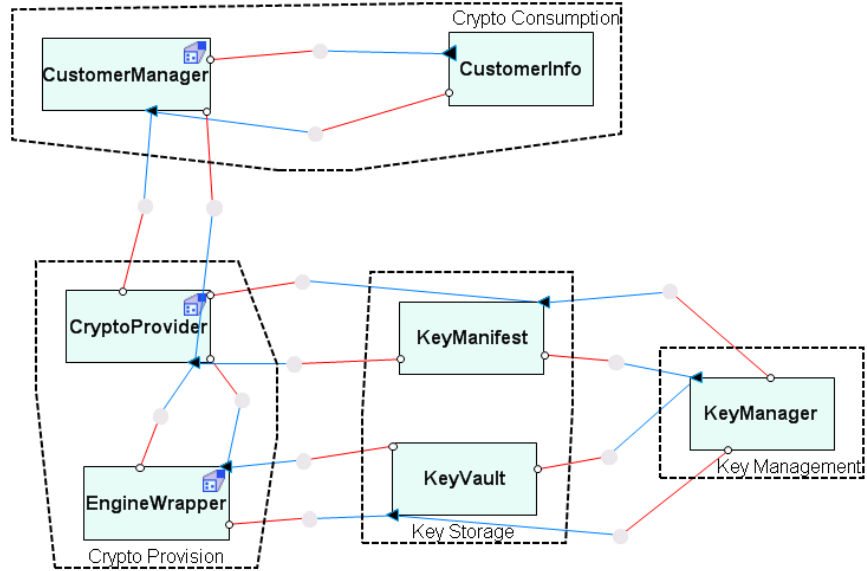 Crypto Consumption
CustomerManager
CustomerInfo
CryptoProvider
KeyManifest
KeyManager
Key Management
EngineWrapper
KeyVault
Key Storage
Crypto Provision